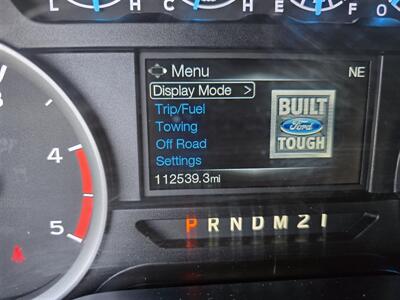 L H C H E F O
Menu NE
Display Mode >
Trip/Fuel
Towing
Off Road
Settings
BUILT
Ford
TOUGH
112539.3mi
4
5
P R N D M 2 1